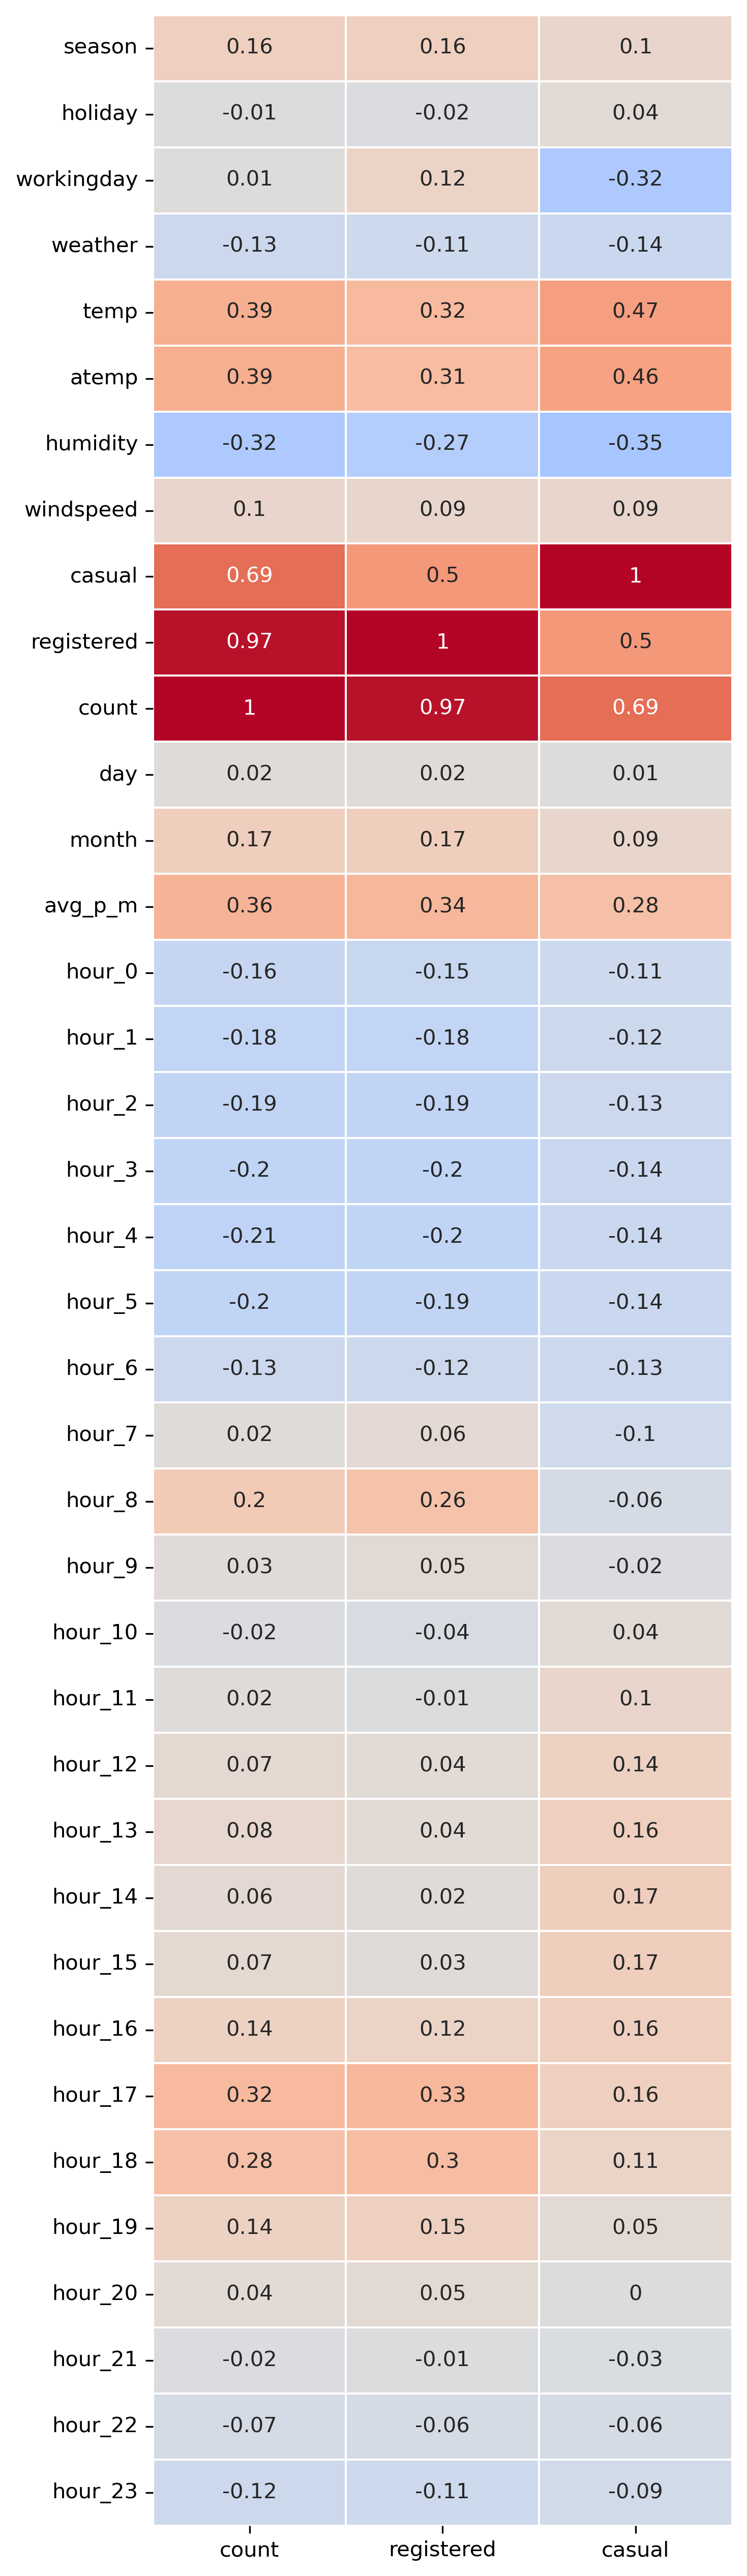 season 0.16 0.16 0.1
holiday -0.01 -0.02 0.04
workingday 0.01 0.12 -0.32
weather -0.13 -0.11 -0.14
temp 0.39 0.32 0.47
atemp 0.39 0.31 0.46
humidity -0.32 -0.27 -0.35
windspeed 0.1 0.09 0.09
casual 0.69 0.5 1
registered 0.97 1 0.5
count 1 0.97 0.69
day 0.02 0.02 0.01
month 0.17 0.17 0.09
avg_p_m 0.36 0.34 0.28
hour_0 -0.16 -0.15 -0.11
hour_1 -0.18 -0.18 -0.12
hour_2 -0.19 -0.19 -0.13
hour_3 -0.2 -0.2 -0.14
hour_4 -0.21 -0.2 -0.14
hour_5 -0.2 -0.19 -0.14
hour_6 -0.13 -0.12 -0.13
hour_7 0.02 0.06 -0.1
hour_8 0.2 0.26 -0.06
hour_9 0.03 0.05 -0.02
hour_10 -0.02 -0.04 0.04
hour_11 0.02 -0.01 0.1
hour_12 0.07 0.04 0.14
hour_13 0.08 0.04 0.16
hour_14 0.06 0.02 0.17
hour_15 0.07 0.03 0.17
hour_16 0.14 0.12 0.16
hour_17 0.32 0.33 0.16
hour_18 0.28 0.3 0.11
hour_19 0.14 0.15 0.05
hour_20 0.04 0.05 0
hour_21 -0.02 -0.01 -0.03
hour_22 -0.07 -0.06 -0.06
hour_23 -0.12 -0.11 -0.09
count registered casual